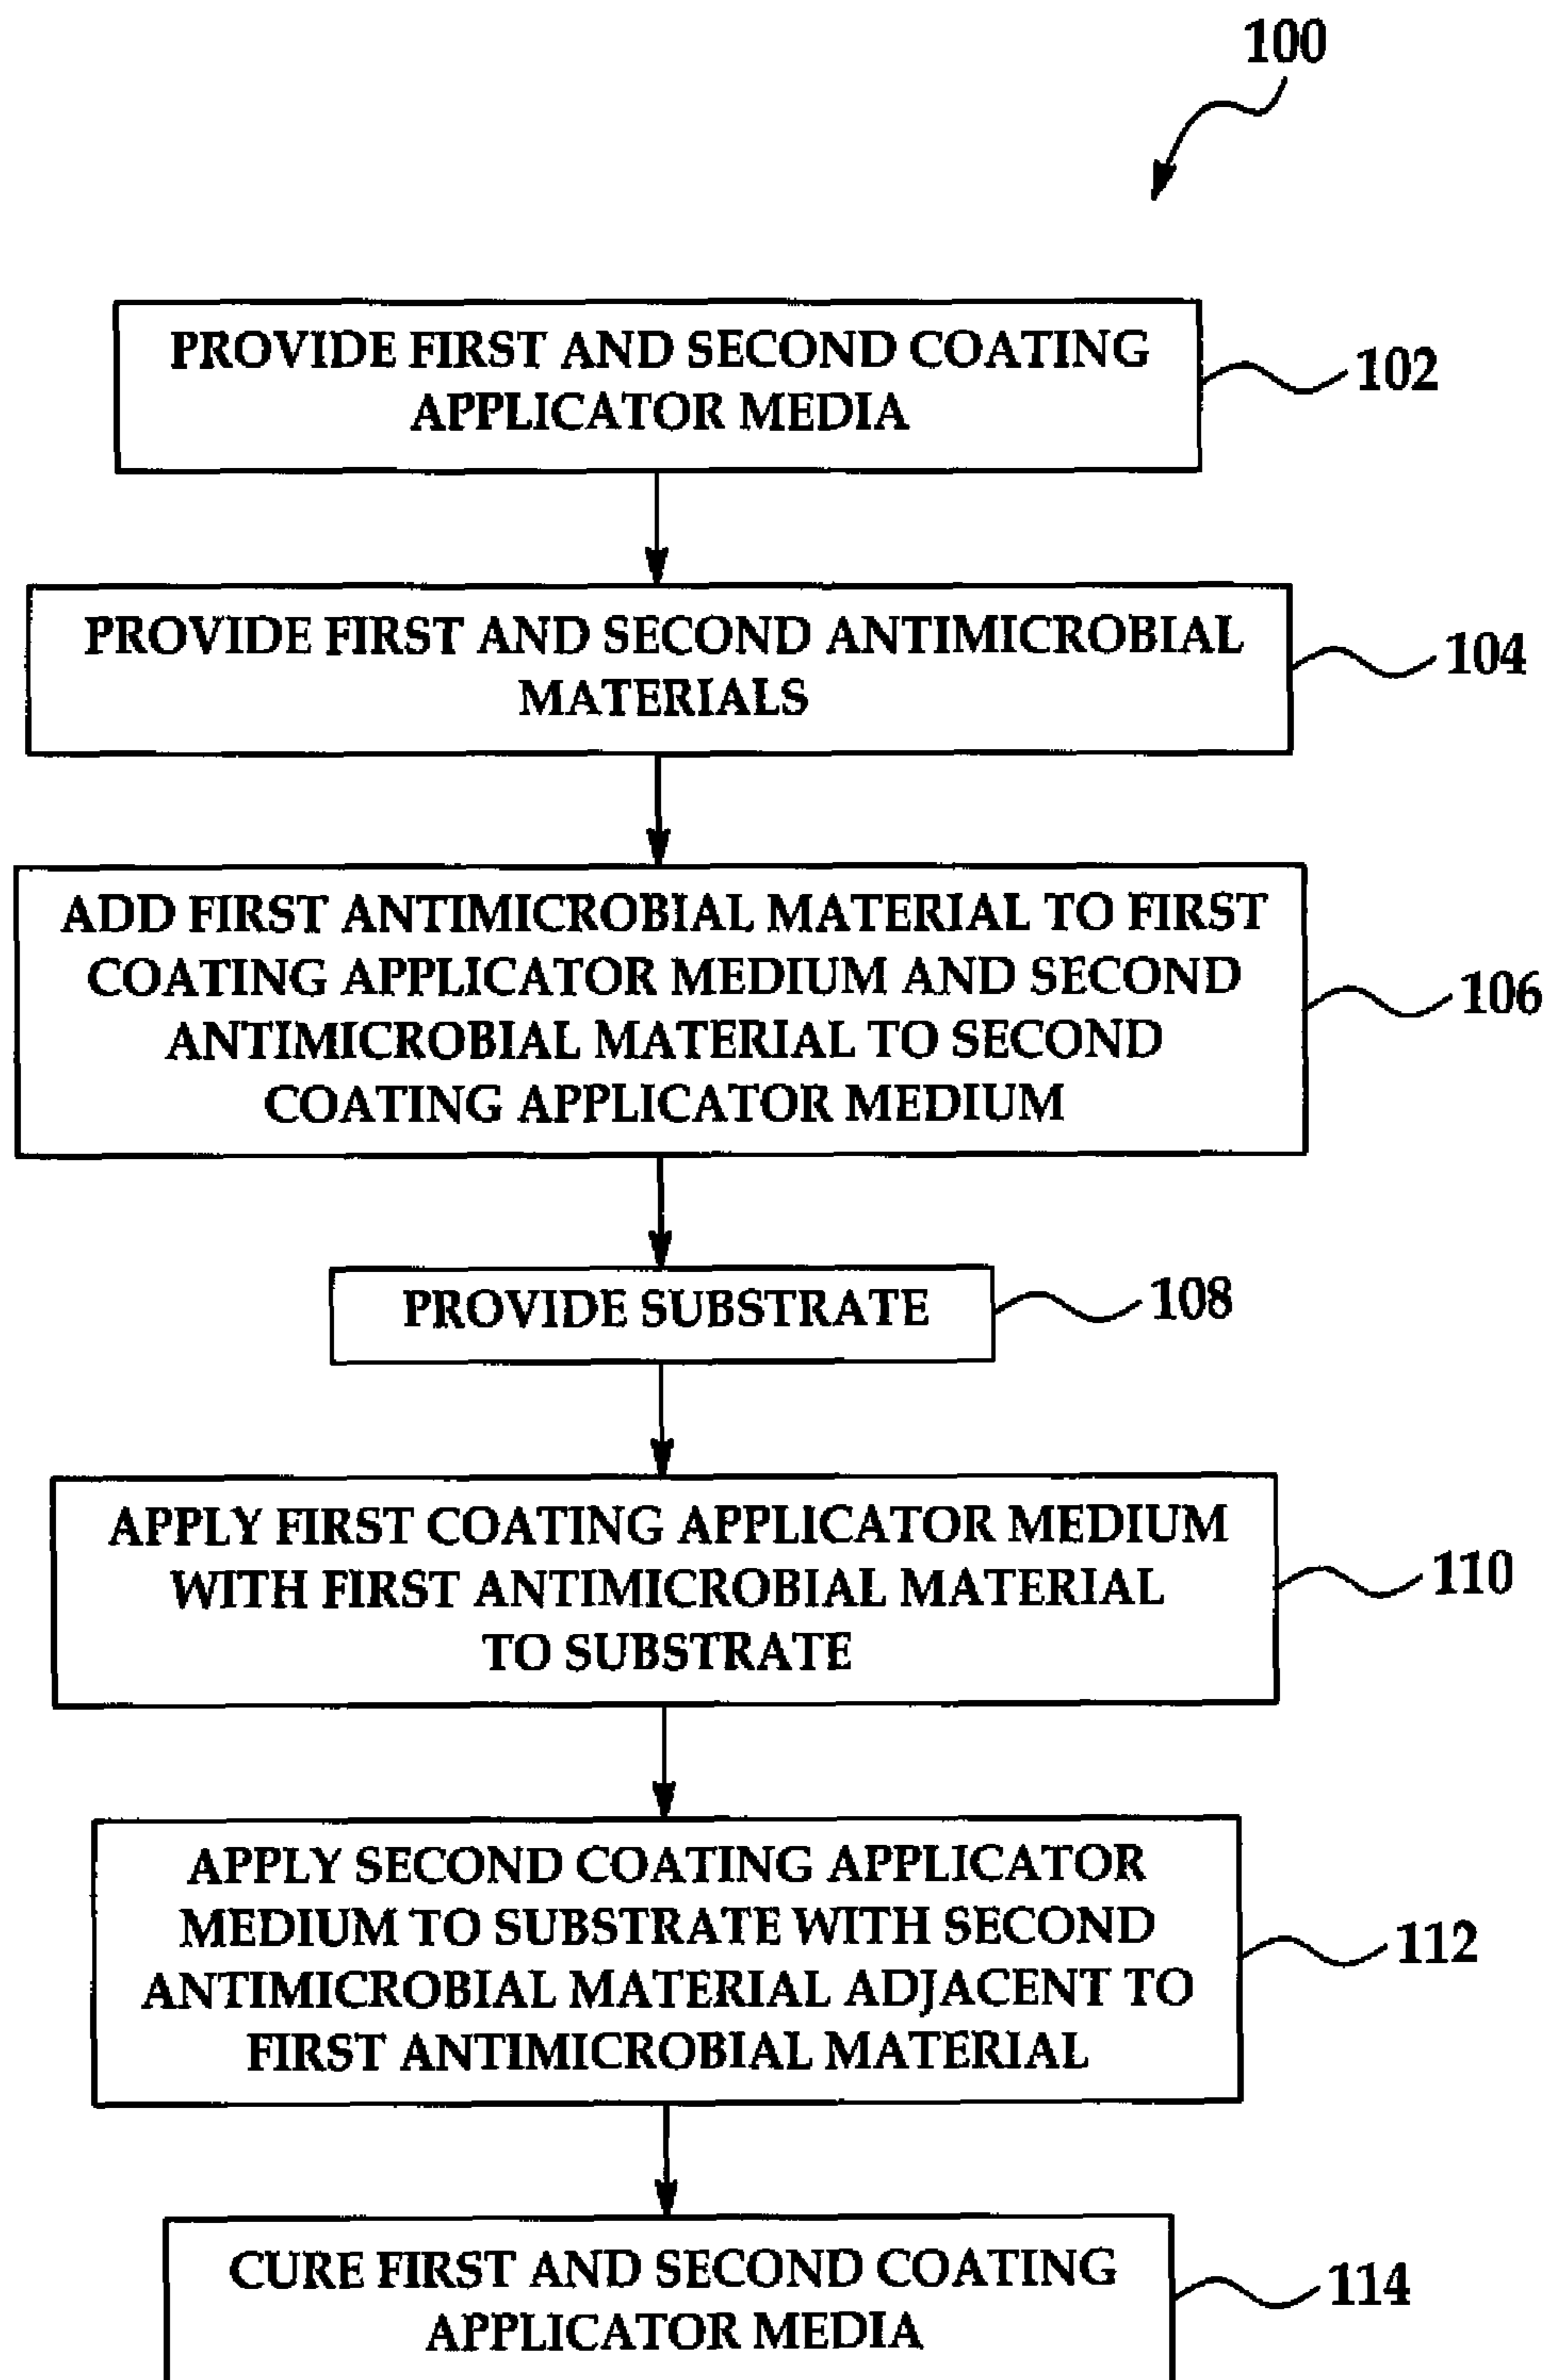 100
PROVIDE FIRST AND SECOND COATING
APPLICATOR MEDIA
102
PROVIDE FIRST AND SECOND ANTIMICROBIAL
MATERIALS
104
ADD FIRST ANTIMICROBIAL MATERIAL TO FIRST
COATING APPLICATOR MEDIUM AND SECOND
ANTIMICROBIAL MATERIAL TO SECOND
COATING APPLICATOR MEDIUM
106
PROVIDE SUBSTRATE
108
APPLY FIRST COATING APPLICATOR MEDIUM
WITH FIRST ANTIMICROBIAL MATERIAL
TO SUBSTRATE
110
APPLY SECOND COATING APPLICATOR
MEDIUM TO SUBSTRATE WITH SECOND
ANTIMICROBIAL MATERIAL ADJACENT TO
FIRST ANTIMICROBIAL MATERIAL
112
CURE FIRST AND SECOND COATING
APPLICATOR MEDIA
114